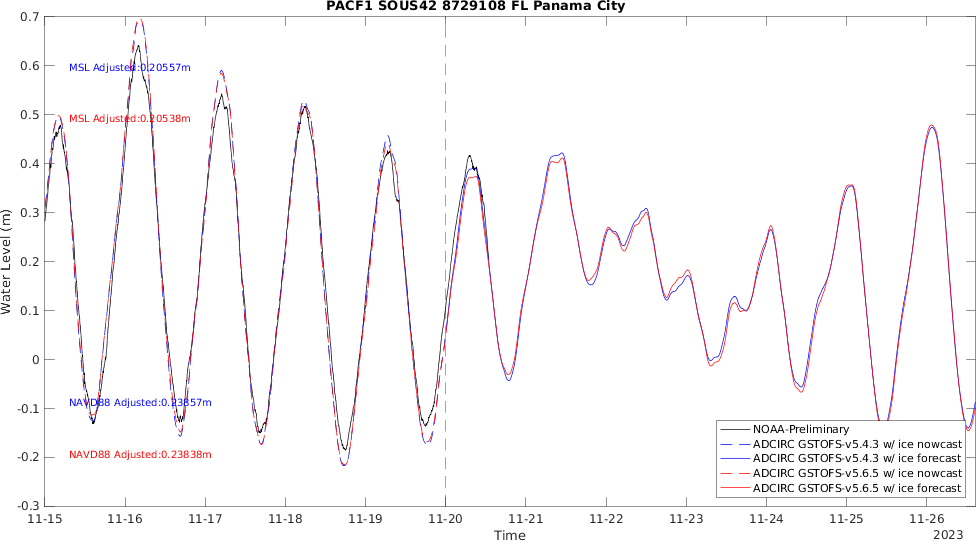 PACF1 SOUS42 8729108 FL Panama City
0.7
0.6
0.5
0.4
0.3
0.2
0.1
0
-0.1
-0.2
-0.3
Water Level (m)
MSL Adjusted:0.20557m
MSL Adjusted:0.20538m
NAVD88 Adjusted:0.23857m
NAVD88 Adjusted:0.23838m
NOAA-Preliminary
ADCIRC GSTOFS-v5.4.3 w/ ice nowcast
ADCIRC GSTOFS-v5.4.3 w/ ice forecast
ADCIRC GSTOFS-v5.6.5 w/ ice nowcast
ADCIRC GSTOFS-v5.6.5 w/ ice forecast
11-15 11-16 11-17 11-18 11-19 11-20 11-21 11-22 11-23 11-24 11-25 11-26
Time
2023